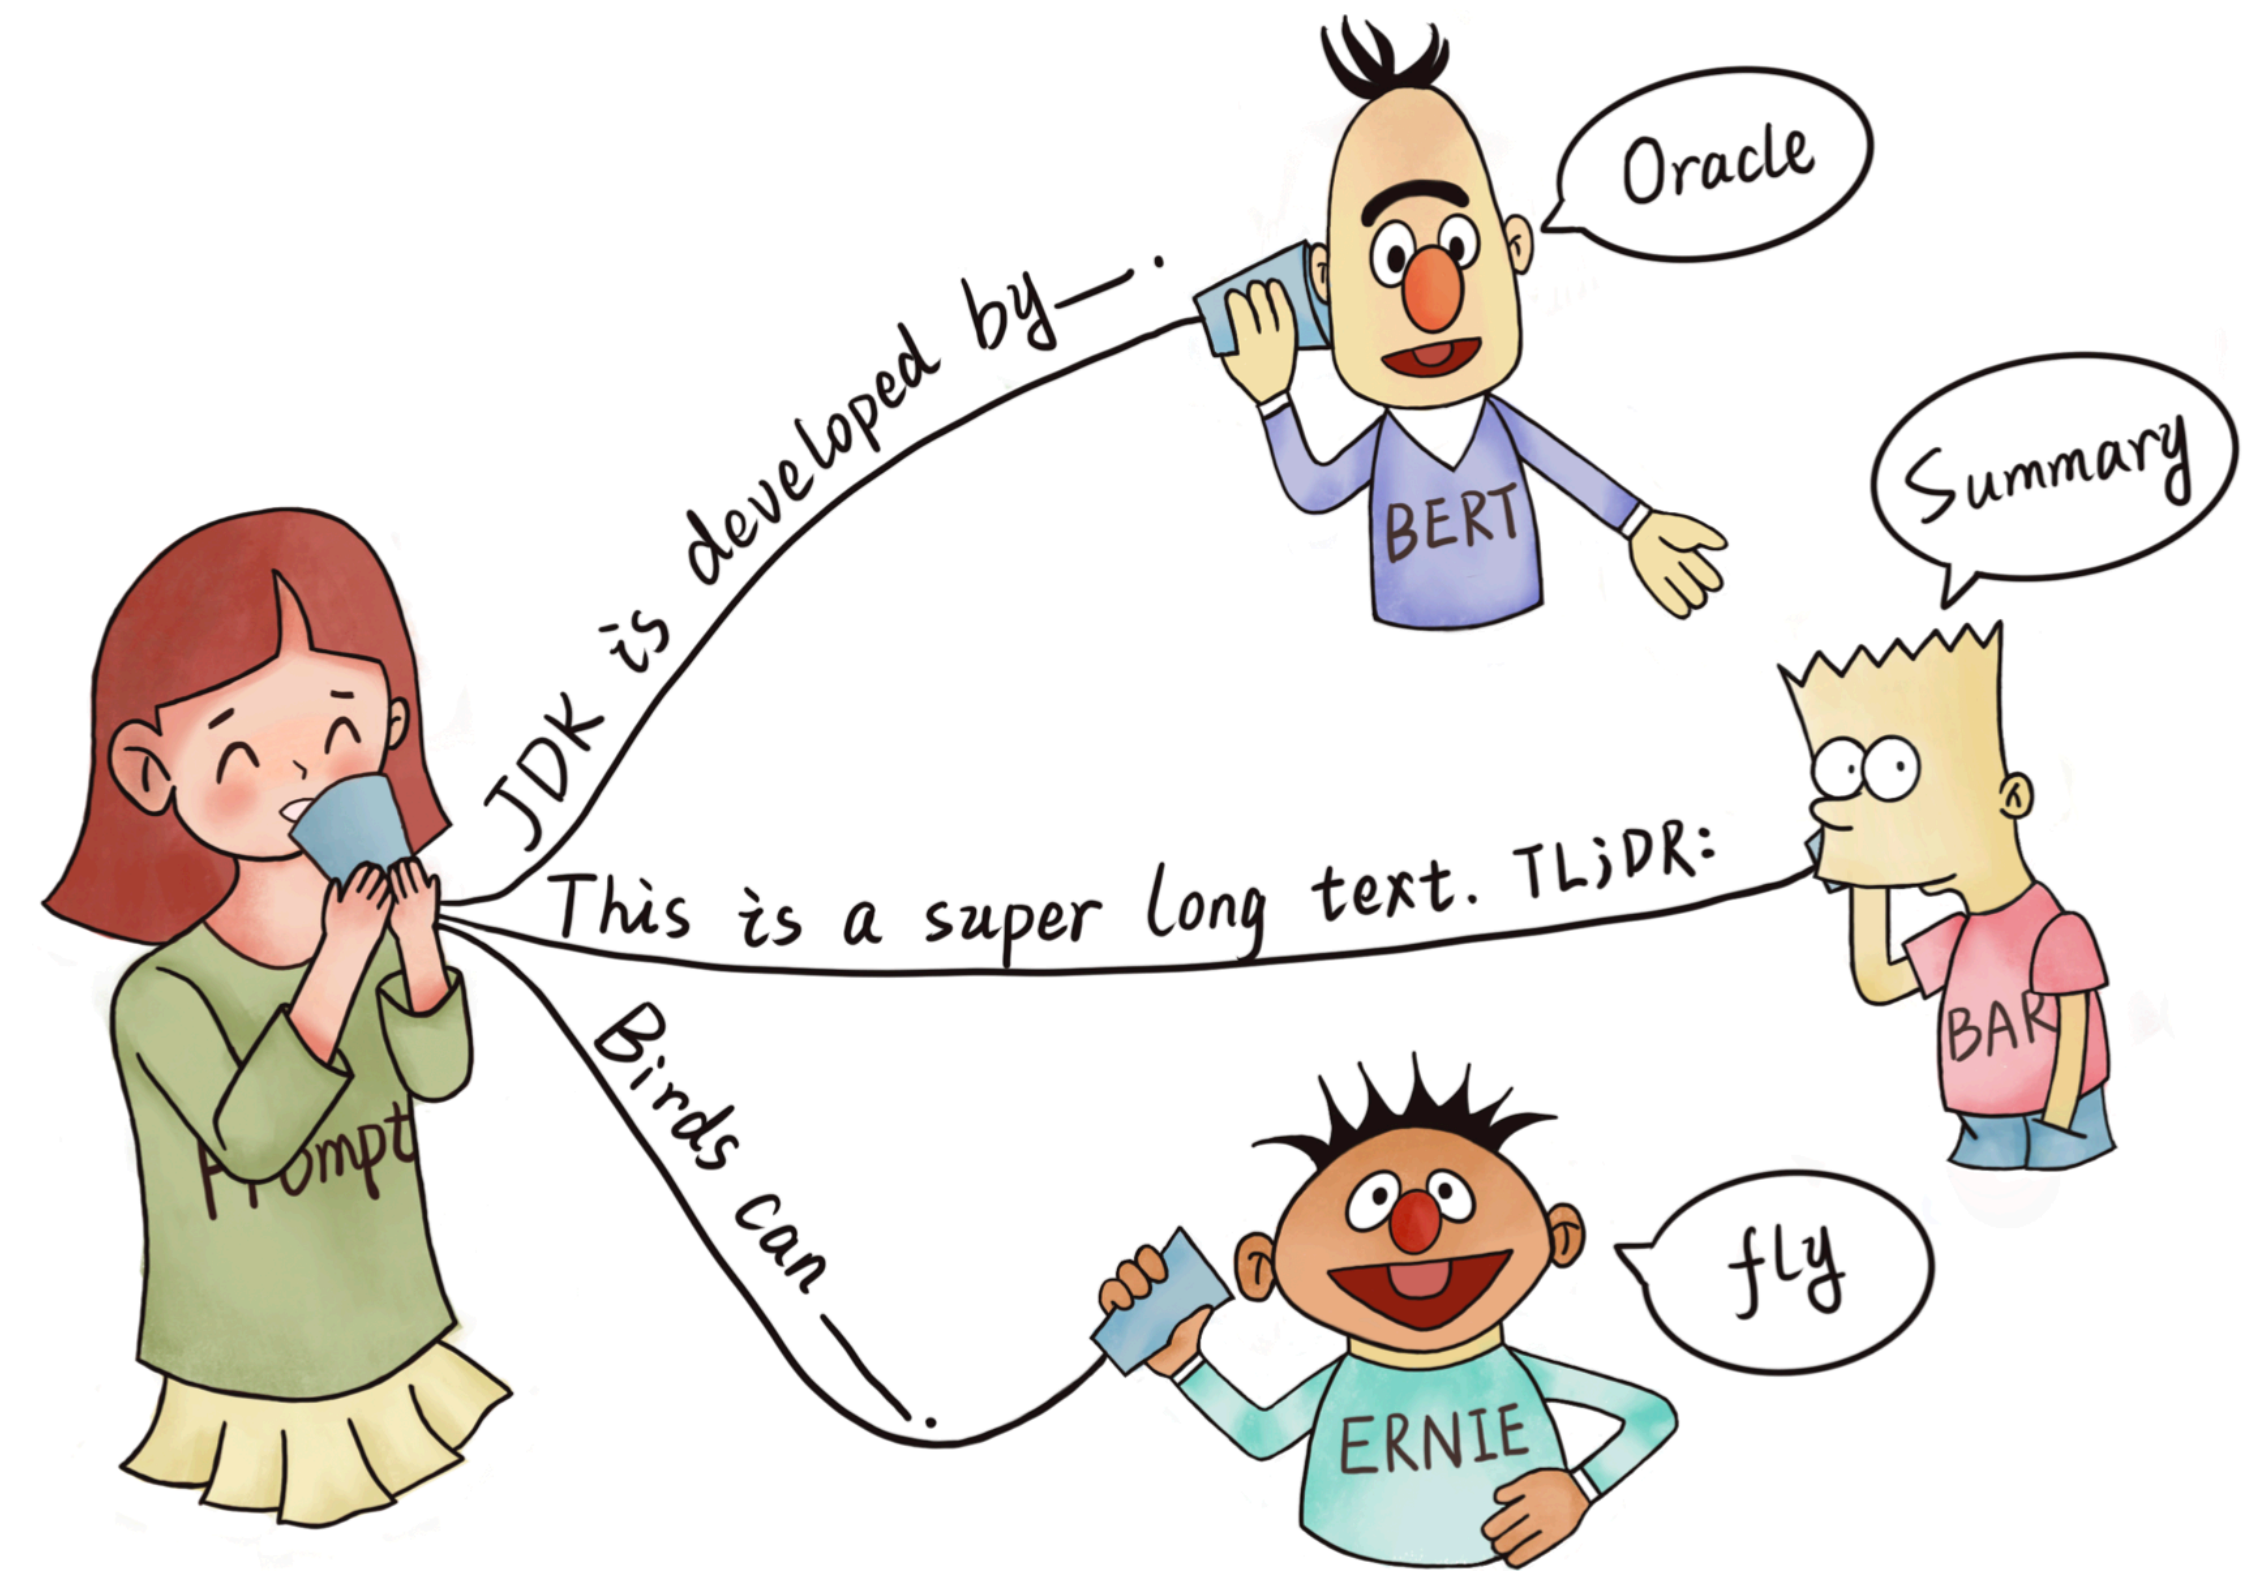 JDK is developed by—.
Oracle
BERT
Summary
This is a super long text. TL;DR:
BAR
Prompt
Birds can —.
fly
ERNIE